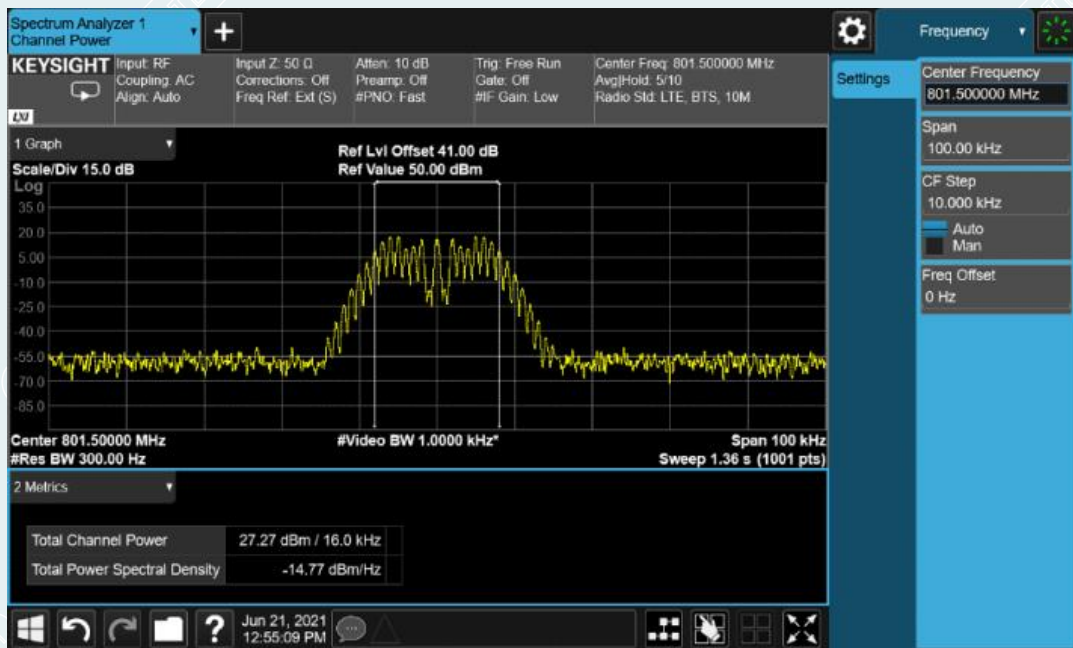 Spectrum Analyzer 1
Channel Power
Frequency
KEYSIGHT
Input: RF
Coupling: AC
Align: Auto
Input Z: 50 Ω
Corrections: Off
Freq Ref: Ext (S)
Atten: 10 dB
Preamp: Off
#PNO: Fast
Trig: Free Run
Gate: Off
#IF Gain: Low
Center Freq: 801.500000 MHz
Avg|Hold: 5/10
Radio Std: LTE, BTS, 10M
LXI
Settings
Center Frequency
801.500000 MHz
Span
100.00 kHz
CF Step
10.000 kHz
Auto
Man
Freq Offset
0 Hz
1 Graph
Ref Lvl Offset 41.00 dB
Scale/Div 15.0 dB
Ref Value 50.00 dBm
Log
35.0
20.0
5.00
-10.0
-25.0
-40.0
-55.0
-70.0
-85.0
Center 801.50000 MHz
#Video BW 1.0000 kHz*
Span 100 kHz
#Res BW 300.00 Hz
Sweep 1.36 s (1001 pts)
2 Metrics
Total Channel Power 27.27 dBm / 16.0 kHz
Total Power Spectral Density -14.77 dBm/Hz
?
Jun 21, 2021
12:55:09 PM